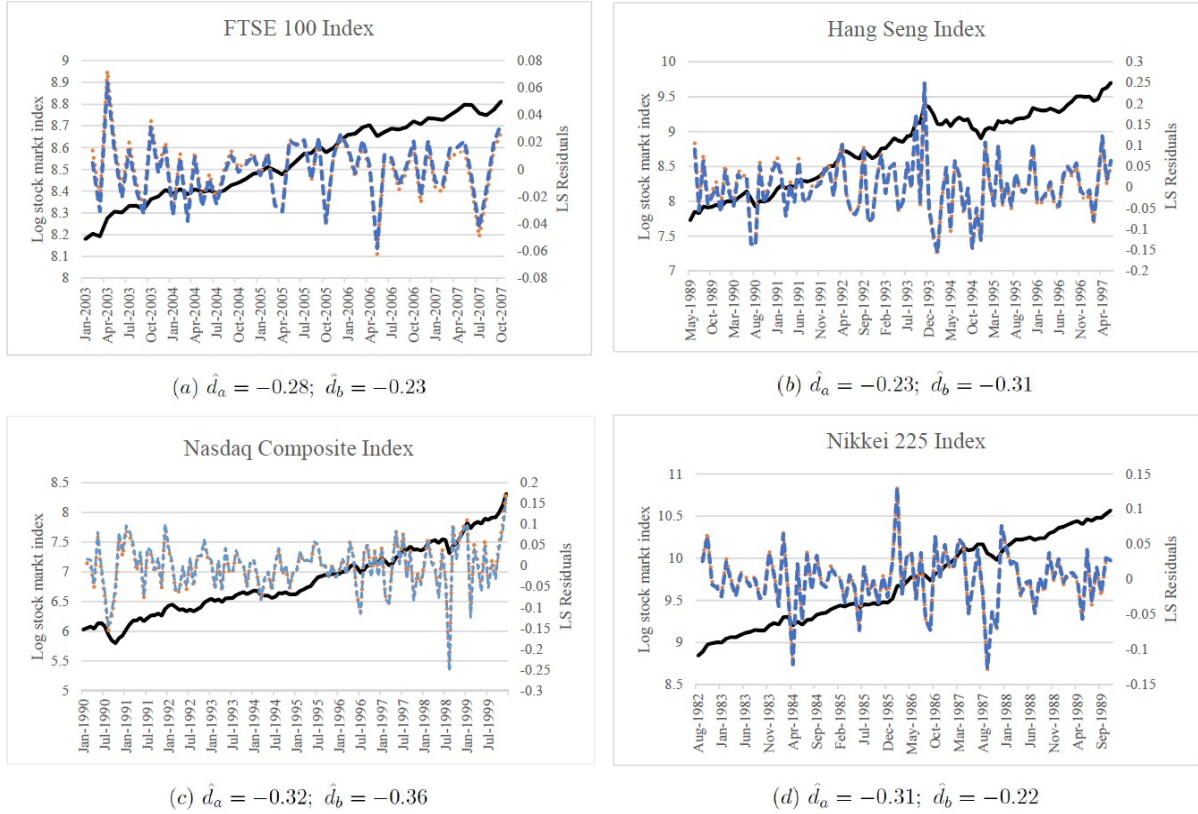 FTSE 100 Index
Log stock markt index
9
8.9
8.8
8.7
8.6
8.5
8.4
8.3
8.2
8.1
8
0.08
0.06
0.04
0.02
0
-0.02
-0.04
-0.06
-0.08
LS Residuals
Jan-2003
Apr-2003
Jul-2003
Oct-2003
Jan-2004
Apr-2004
Jul-2004
Oct-2004
Jan-2005
Apr-2005
Jul-2005
Oct-2005
Jan-2006
Apr-2006
Jul-2006
Oct-2006
Jan-2007
Apr-2007
Jul-2007
Oct-2007
(a) d̂a = −0.28; d̂b = −0.23
Hang Seng Index
Log stock markt index
10
9.5
9
8.5
8
7.5
7
0.3
0.25
0.2
0.15
0.1
0.05
0
-0.05
-0.1
-0.15
-0.2
LS Residuals
May-1989
Oct-1989
Mar-1990
Aug-1990
Jan-1991
Jun-1991
Nov-1991
Apr-1992
Sep-1992
Feb-1993
Jul-1993
Dec-1993
May-1994
Oct-1994
Mar-1995
Aug-1995
Jan-1996
Jun-1996
Nov-1996
Apr-1997
(b) d̂a = −0.23; d̂b = −0.31
Nasdaq Composite Index
Log stock markt index
8.5
8
7.5
7
6.5
6
5.5
5
0.2
0.15
0.1
0.05
0
-0.05
-0.1
-0.15
-0.2
-0.25
-0.3
LS Residuals
Jan-1990
Jul-1990
Jan-1991
Jul-1991
Jan-1992
Jul-1992
Jan-1993
Jul-1993
Jan-1994
Jul-1994
Jan-1995
Jul-1995
Jan-1996
Jul-1996
Jan-1997
Jul-1997
Jan-1998
Jul-1998
Jan-1999
Jul-1999
(c) d̂a = −0.32; d̂b = −0.36
Nikkei 225 Index
Log stock markt index
11
10.5
10
9.5
9
8.5
0.15
0.1
0.05
0
-0.05
-0.1
-0.15
LS Residuals
Aug-1982
Jan-1983
Jun-1983
Nov-1983
Apr-1984
Sep-1984
Feb-1985
Jul-1985
Dec-1985
May-1986
Oct-1986
Mar-1987
Aug-1987
Jan-1988
Jun-1988
Nov-1988
Apr-1989
Sep-1989
(d) d̂a = −0.31; d̂b = −0.22